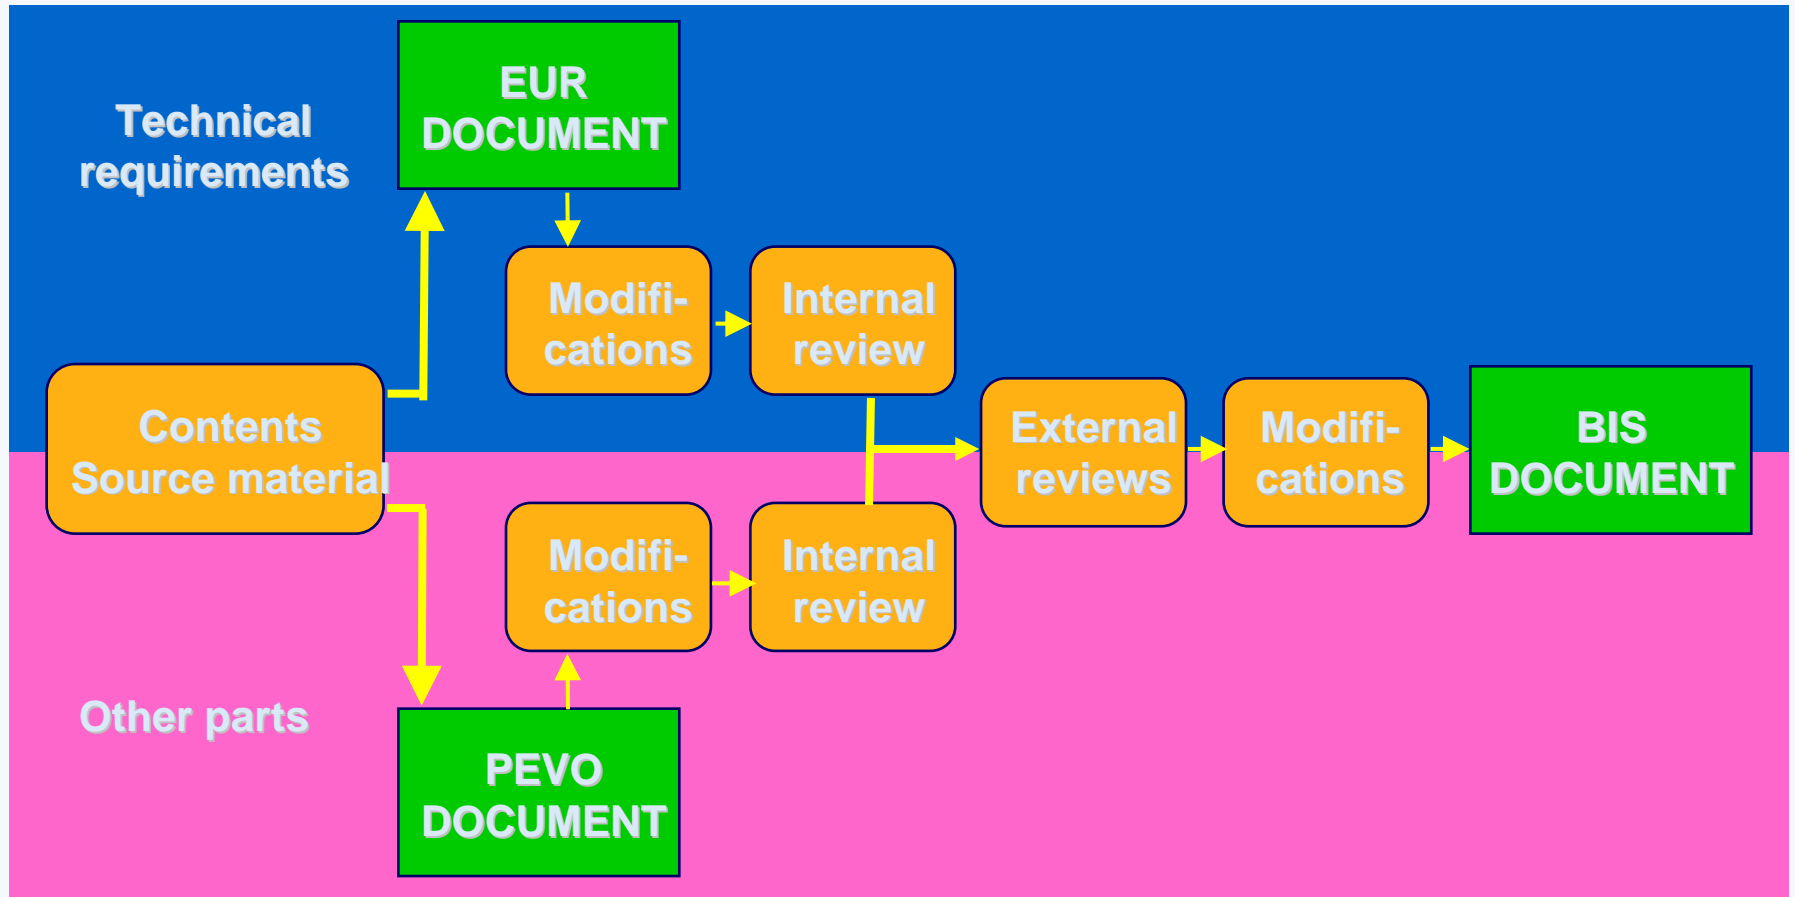 EUR
DOCUMENT
Technical
requirements
Modifi-
cations
Internal
review
Contents
Source material
External
reviews
Modifi-
cations
BIS
DOCUMENT
Modifi-
cations
Internal
review
Other parts
PEVO
DOCUMENT